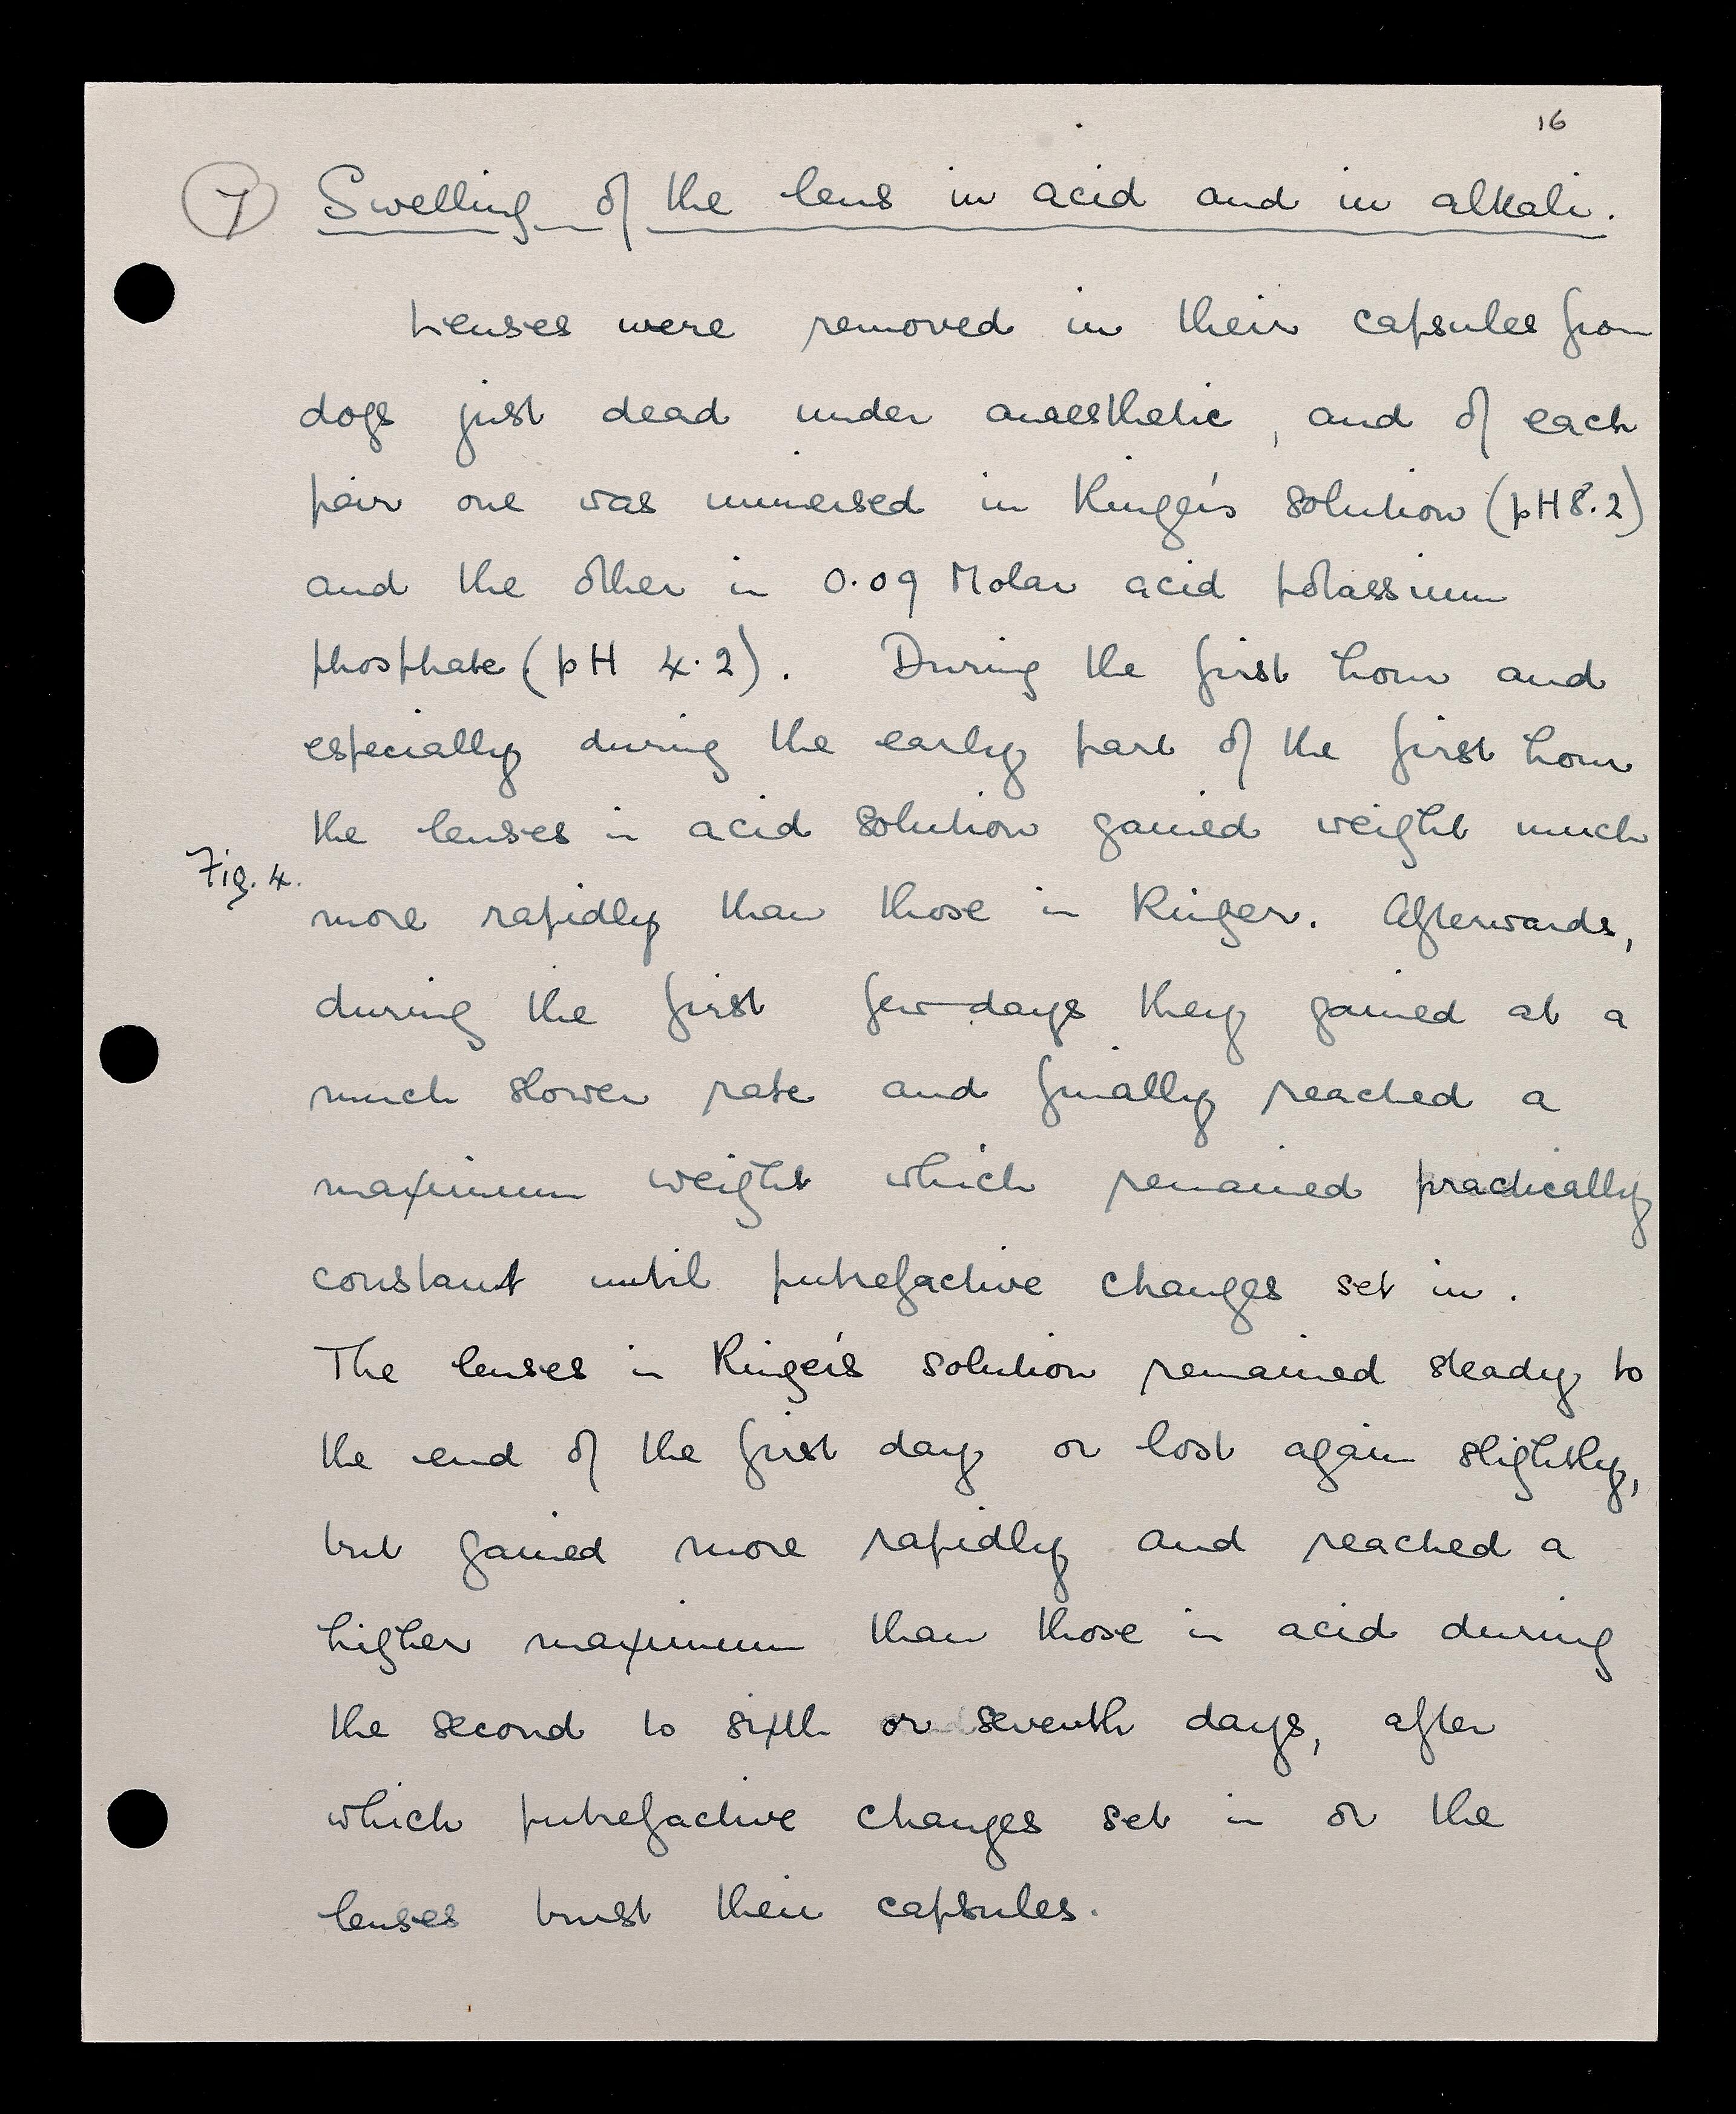 16
7 Swelling of the lens in acid and in alkali.
Lenses were removed in their capsules from
dogs just dead under anaesthetic, and of each
pair one was immersed in Ringer's solution (pH 8.2)
and the other in 0.09 Molar acid potassium
phosphate (pH 4.2). During the first hour and
especially during the early part of the first hour
the lenses in acid solution gained weight much
Fig. 4.
more rapidly than those in Ringer. Afterwards,
during the first few days they gained at a
much slower rate and finally reached a
maximum weight which remained practically
constant until putrefactive changes set in.
The lenses in Ringer's solution remained steady to
the end of the first day or lost again slightly,
but gained more rapidly and reached a
higher maximum than those in acid during
the second to sixth or seventh days, after
which putrefactive changes set in or the
lenses burst their capsules.